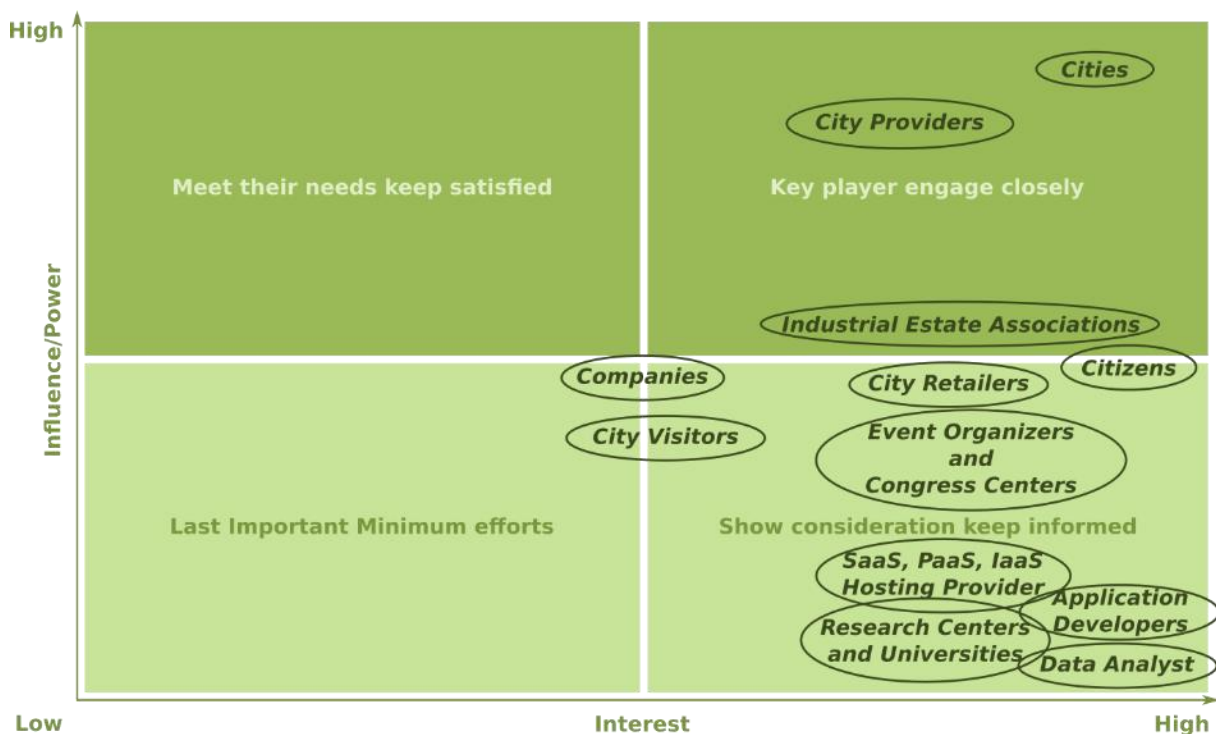 High
Cities
City Providers
Meet their needs keep satisfied
Key player engage closely
Influence/Power
Industrial Estate Associations
Companies
City Retailers
Citizens
City Visitors
Event Organizers
and
Congress Centers
Last Important Minimum efforts
Show consideration keep informed
SaaS, PaaS, IaaS
Hosting Provider
Application
Developers
Research Centers
and Universities
Data Analyst
Low
Interest
High